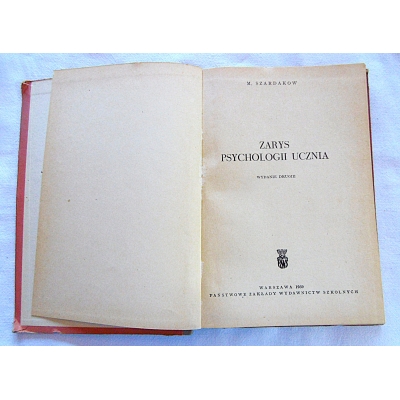 M. SZARDAKOW
ZARYS
PSYCHOLOGII UCZNIA
WYDANIE DRUGIE
WARSZAWA 1960
PAŃSTWOWE ZAKŁADY WYDAWNICTW SZKOLNYCH